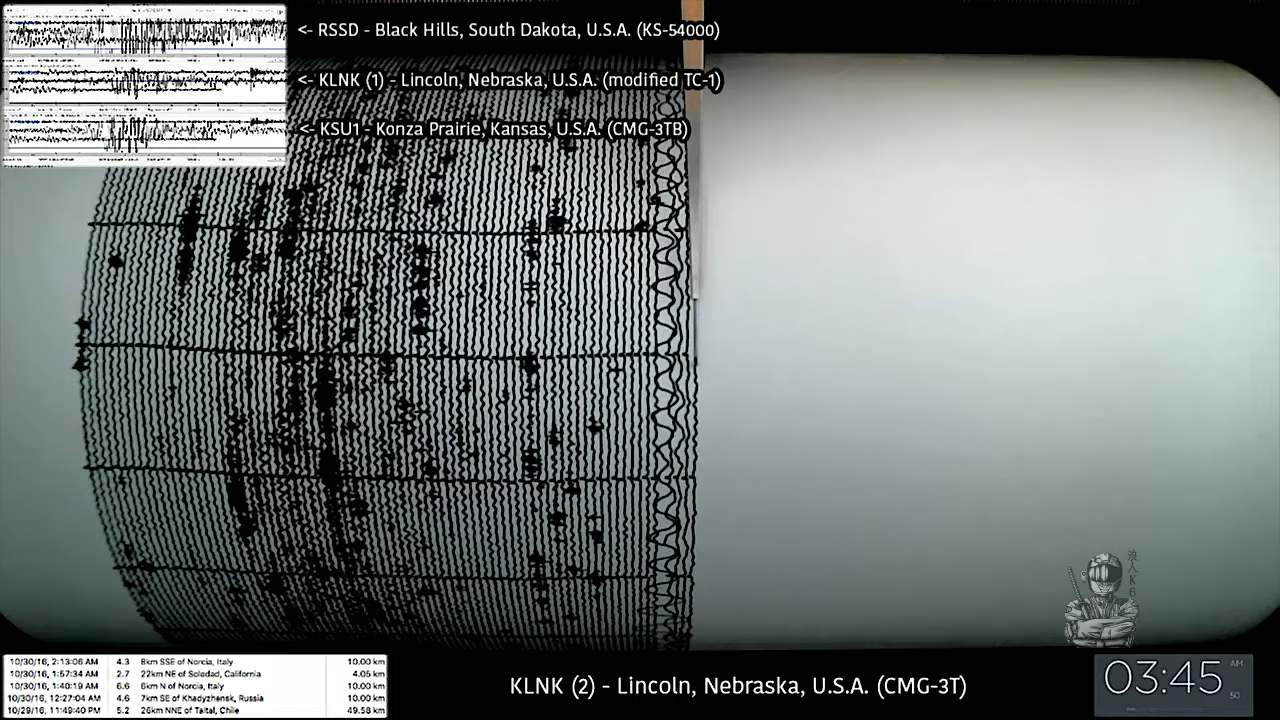 <- RSSD - Black Hills, South Dakota, U.S.A. (KS-54000)
<- KLNK (1) - Lincoln, Nebraska, U.S.A. (modified TC-1)
<- KSU1 - Konza Prairie, Kansas, U.S.A. (CMG-3TB)
浪人K6
10/30/16, 2:13:06 AM 4.3 8km SSE of Norcia, Italy 10.00 km
10/30/16, 1:57:34 AM 2.7 22km NE of Soledad, California 4.05 km
10/30/16, 1:40:19 AM 6.6 6km N of Norcia, Italy 10.00 km
10/30/16, 12:27:04 AM 4.6 7km SE of Khadyzhensk, Russia 10.00 km
10/29/16, 11:49:40 PM 5.2 26km NNE of Taltal, Chile 49.58 km
KLNK (2) - Lincoln, Nebraska, U.S.A. (CMG-3T)
03:45 AM
50